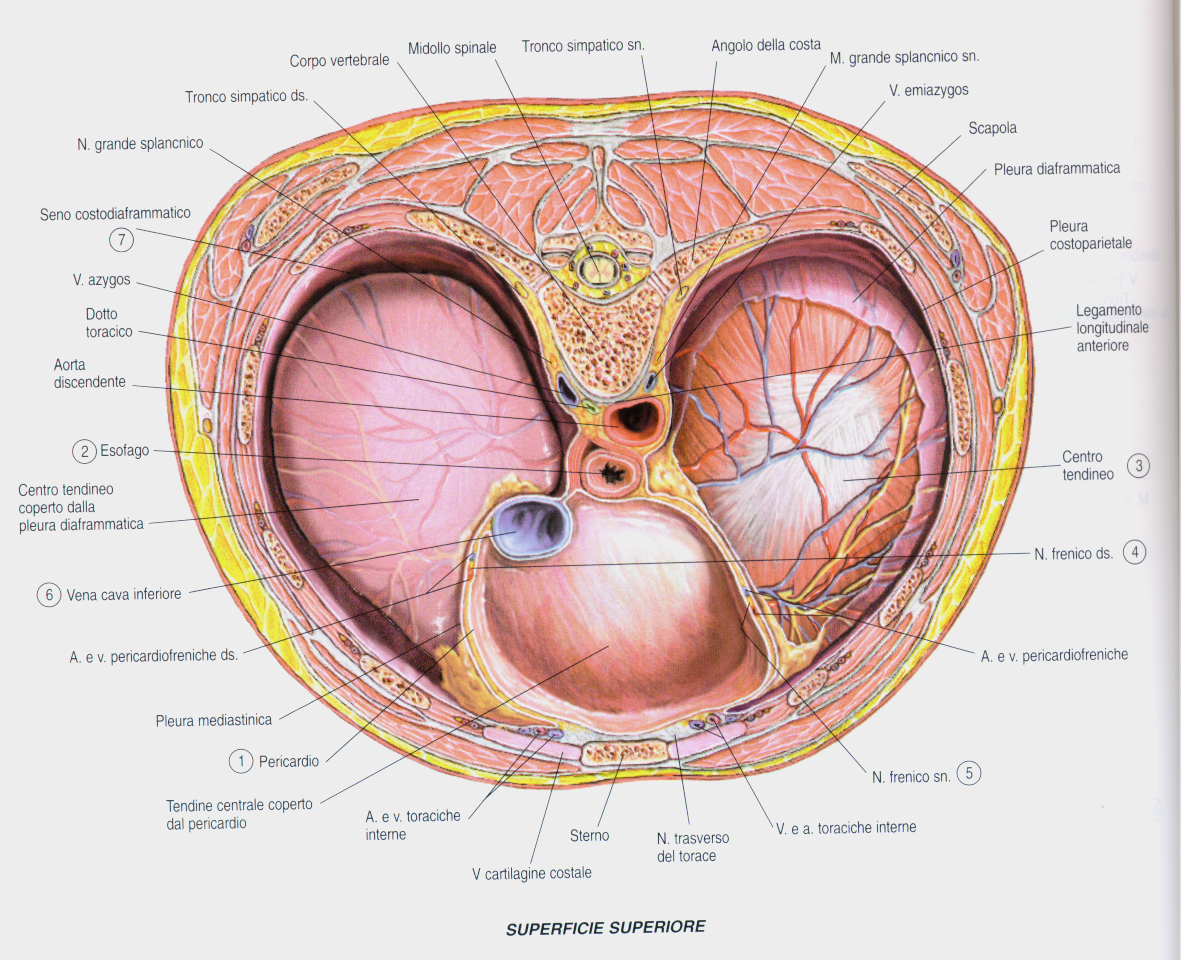 Midollo spinale
Tronco simpatico sn.
Angolo della costa
Corpo vertebrale
M. grande splancnico sn.
Tronco simpatico ds.
V. emiazygos
N. grande splancnico
Scapola
Pleura diaframmatica
Seno costodiaframmatico
7
Pleura
costoparietale
V. azygos
Dotto
toracico
Legamento
longitudinale
anteriore
Aorta
discendente
2 Esofago
Centro
tendineo 3
Centro tendineo
coperto dalla
pleura diaframmatica
N. frenico ds. 4
6 Vena cava inferiore
A. e v. pericardiofreniche ds.
A. e v. pericardiofreniche
Pleura mediastinica
1 Pericardio
N. frenico sn. 5
Tendine centrale coperto
dal pericardio
A. e v. toraciche
interne
Sterno
N. trasverso
del torace
V. e a. toraciche interne
V cartilagine costale
SUPERFICIE SUPERIORE